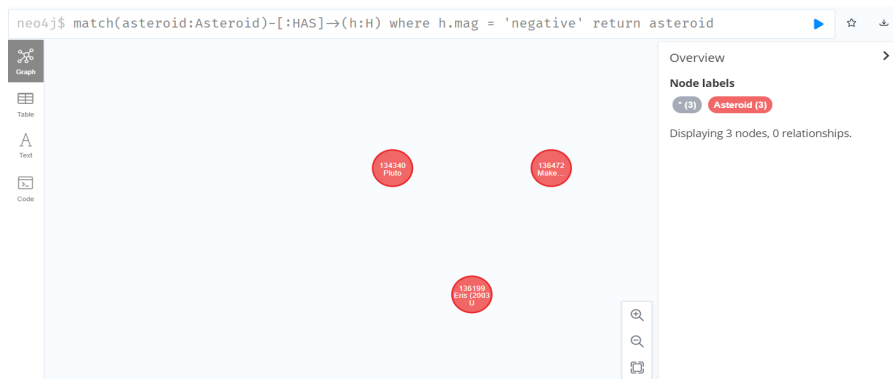 neo4j$ match(asteroid:Asteroid)-[:HAS]→(h:H) where h.mag = 'negative' return asteroid
Graph
Table
Text
Code
134340
Pluto
136472
Make...
136199
Eris (2003
U
Overview
Node labels
* (3) Asteroid (3)
Displaying 3 nodes, 0 relationships.